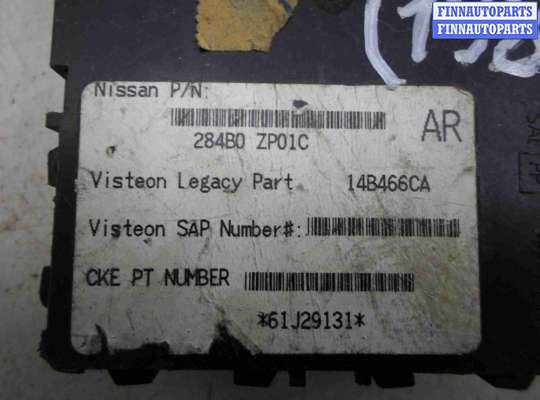 FINNAUTOPARTS
FINNAUTOPARTS
Nissan P/N:
284B0 ZP01C
AR
Visteon Legacy Part 14B466CA
Visteon SAP Number#:
CKE PT NUMBER
*61J29131*